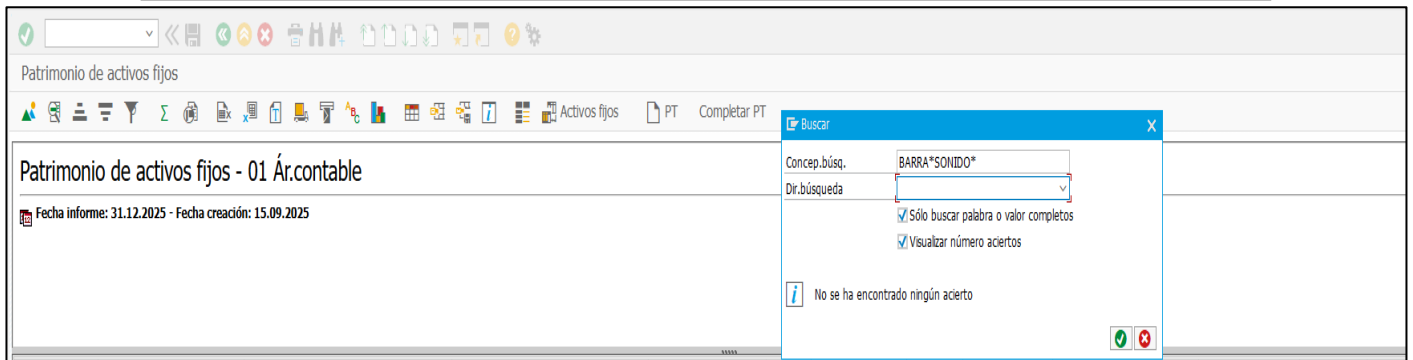 Patrimonio de activos fijos
Activos fijos PT Completar PT
Patrimonio de activos fijos - 01 Ár.contable
Fecha informe: 31.12.2025 - Fecha creación: 15.09.2025
Buscar
Concep.búsq. BARRA*SONIDO*
Dir.búsqueda
Sólo buscar palabra o valor completos
Visualizar número aciertos
No se ha encontrado ningún acierto